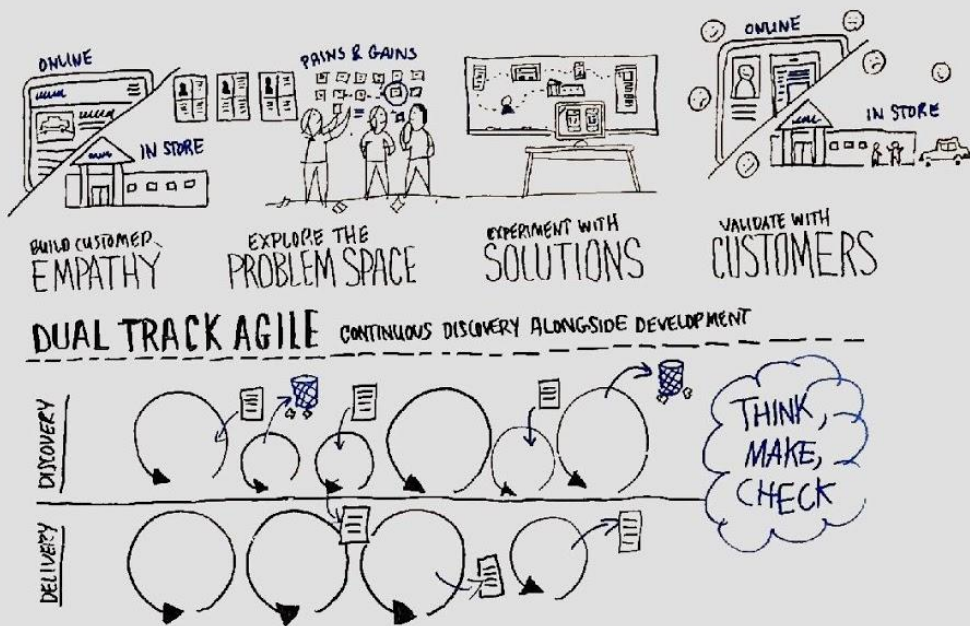 ONLINE
IN STORE
PAINS & GAINS
ONLINE
IN STORE
BUILD CUSTOMER
EMPATHY
EXPLORE THE
PROBLEM SPACE
EXPERIMENT WITH
SOLUTIONS
VALIDATE WITH
CUSTOMERS
DUAL TRACK AGILE CONTINUOUS DISCOVERY ALONGSIDE DEVELOPMENT
DISCOVERY
THINK,
MAKE,
CHECK
DELIVERY